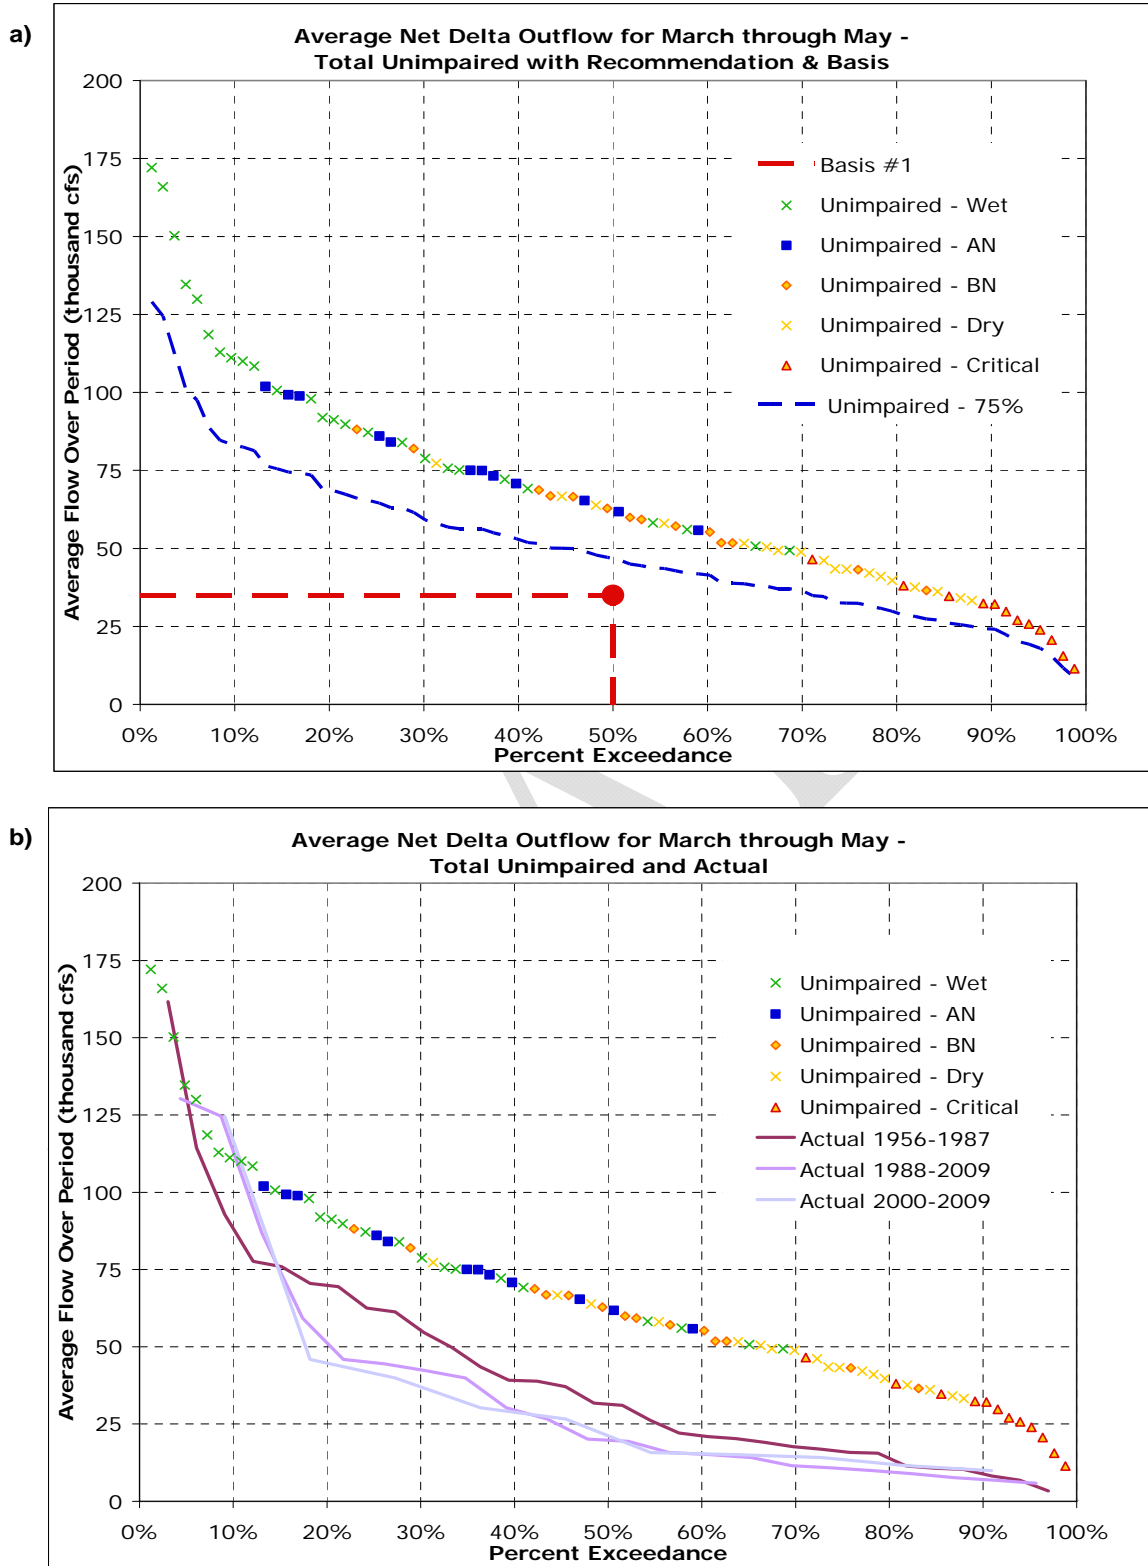 a)
Average Net Delta Outflow for March through May -
Total Unimpaired with Recommendation & Basis
Average Flow Over Period (thousand cfs)
200
175
150
125
100
75
50
25
0
Basis #1
Unimpaired - Wet
Unimpaired - AN
Unimpaired - BN
Unimpaired - Dry
Unimpaired - Critical
Unimpaired - 75%
0% 10% 20% 30% 40% 50% 60% 70% 80% 90% 100%
Percent Exceedance
b)
Average Net Delta Outflow for March through May -
Total Unimpaired and Actual
Average Flow Over Period (thousand cfs)
200
175
150
125
100
75
50
25
0
Unimpaired - Wet
Unimpaired - AN
Unimpaired - BN
Unimpaired - Dry
Unimpaired - Critical
Actual 1956-1987
Actual 1988-2009
Actual 2000-2009
0% 10% 20% 30% 40% 50% 60% 70% 80% 90% 100%
Percent Exceedance